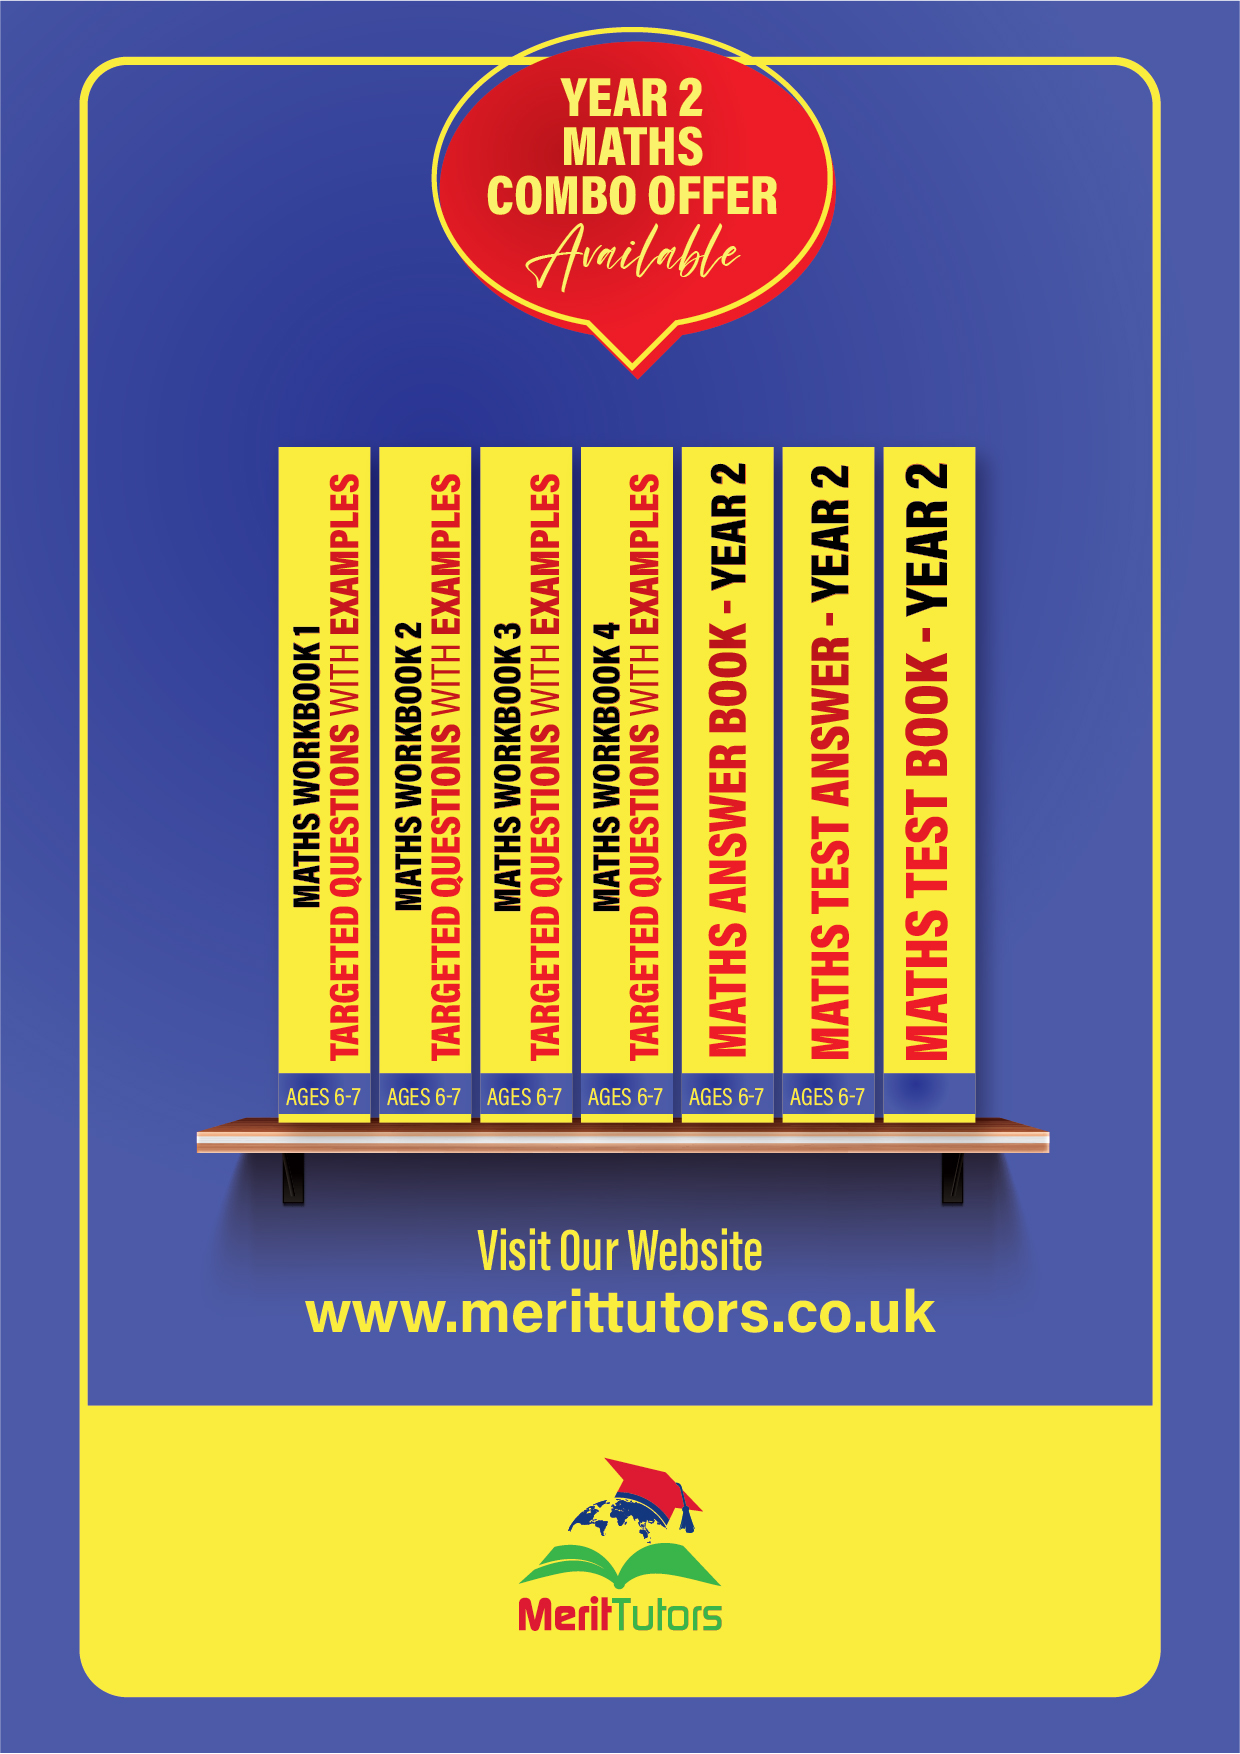 YEAR 2
MATHS
COMBO OFFER
Available
MATHS WORKBOOK 1
TARGETED QUESTIONS WITH EXAMPLES
AGES 6-7
MATHS WORKBOOK 2
TARGETED QUESTIONS WITH EXAMPLES
AGES 6-7
MATHS WORKBOOK 3
TARGETED QUESTIONS WITH EXAMPLES
AGES 6-7
MATHS WORKBOOK 4
TARGETED QUESTIONS WITH EXAMPLES
AGES 6-7
MATHS ANSWER BOOK - YEAR 2
AGES 6-7
MATHS TEST ANSWER - YEAR 2
AGES 6-7
MATHS TEST BOOK - YEAR 2
Visit Our Website
www.merittutors.co.uk
MeritTutors